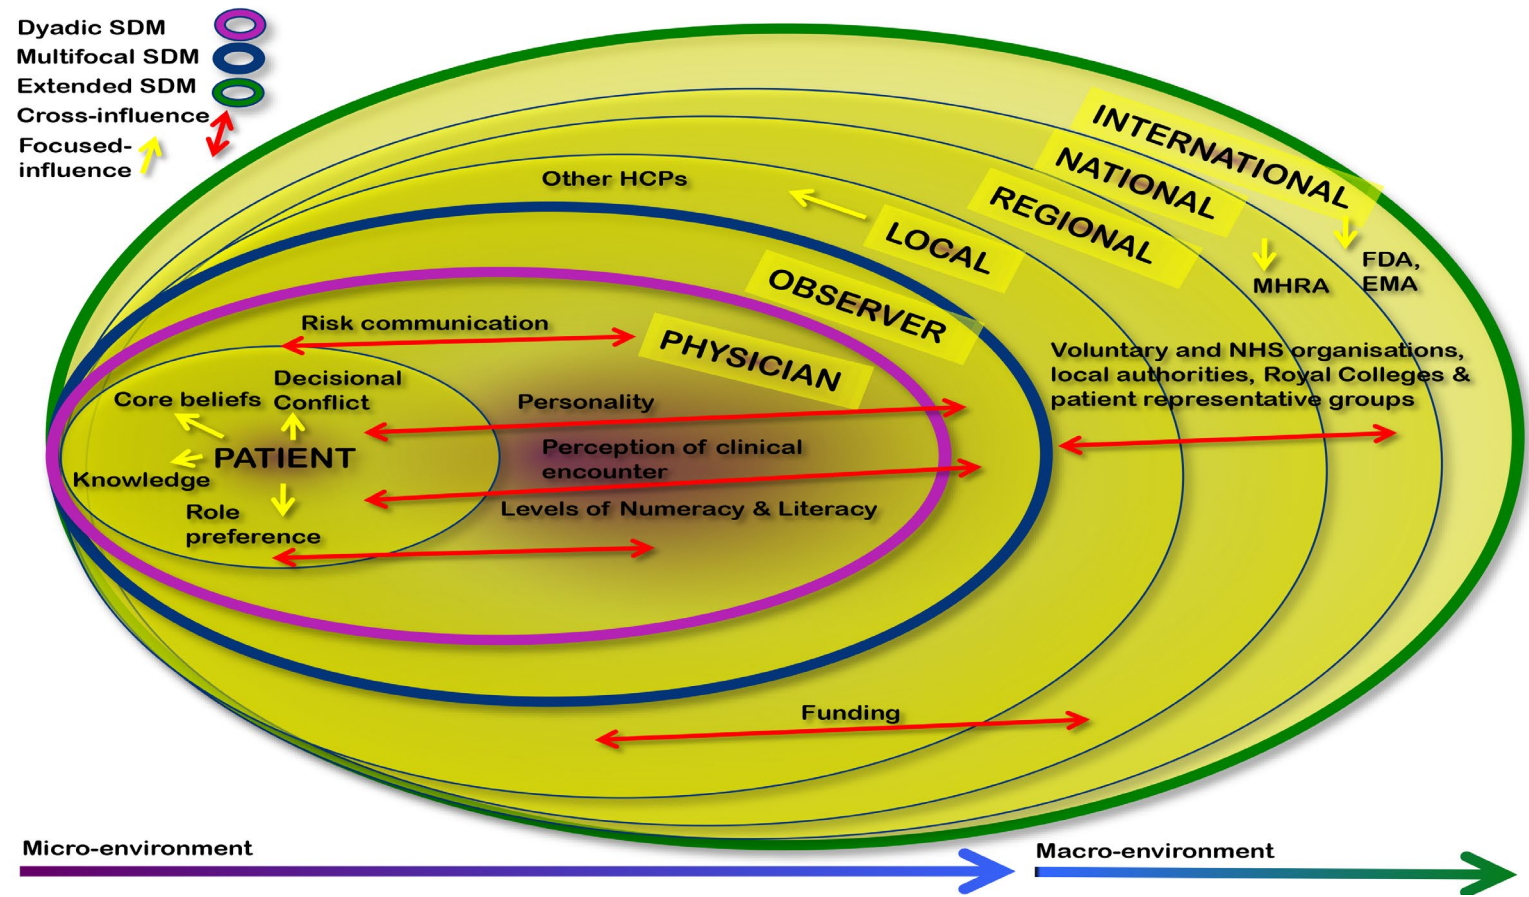 Dyadic SDM
Multifocal SDM
Extended SDM
Cross-influence
Focused-
influence
INTERNATIONAL
NATIONAL
REGIONAL
LOCAL
OBSERVER
PHYSICIAN
Other HCPs
FDA,
EMA
MHRA
Risk communication
Voluntary and NHS organisations,
local authorities, Royal Colleges &
patient representative groups
Decisional
Conflict
Core beliefs
PATIENT
Knowledge
Role
preference
Personality
Perception of clinical
encounter
Levels of Numeracy & Literacy
Funding
Micro-environment
Macro-environment